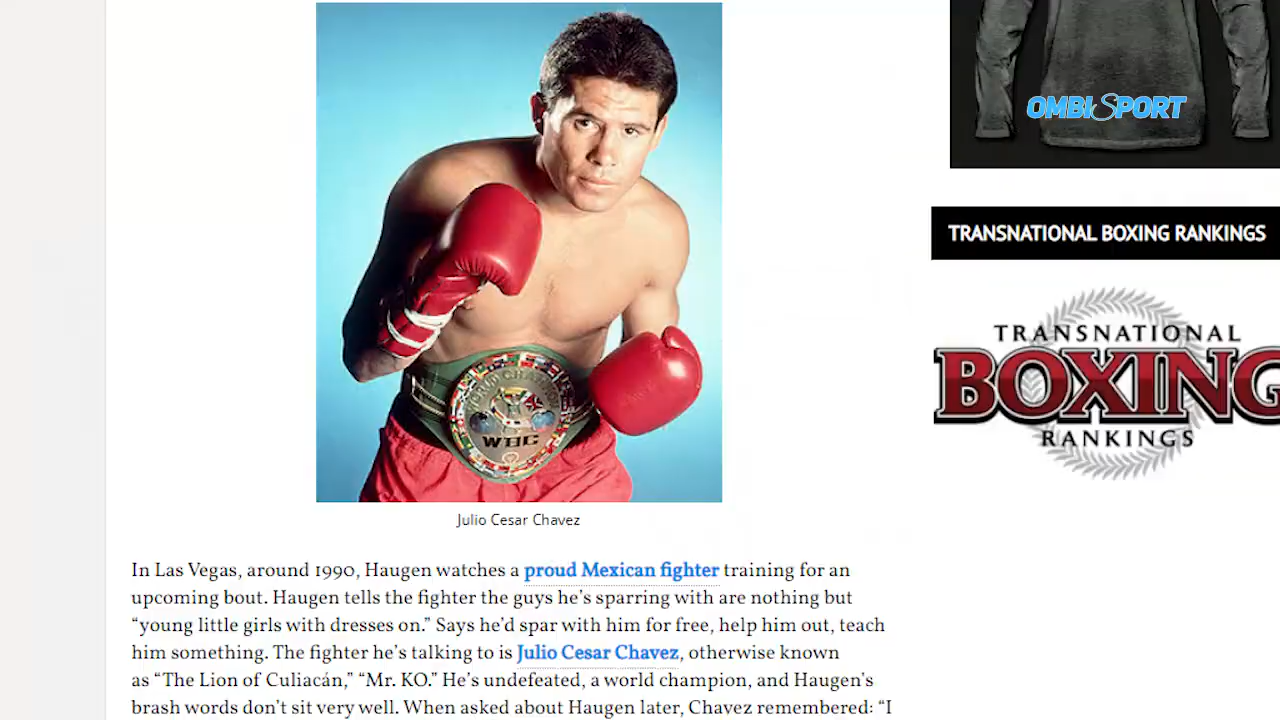 OMBI SPORT
TRANSNATIONAL BOXING RANKINGS
TRANSNATIONAL
BOXING
RANKINGS
WBC
Julio Cesar Chavez
In Las Vegas, around 1990, Haugen watches a proud Mexican fighter training for an
upcoming bout. Haugen tells the fighter the guys he’s sparring with are nothing but
“young little girls with dresses on.” Says he’d spar with him for free, help him out, teach
him something. The fighter he’s talking to is Julio Cesar Chavez, otherwise known
as “The Lion of Culiacán,” “Mr. KO.” He’s undefeated, a world champion, and Haugen’s
brash words don’t sit very well. When asked about Haugen later, Chavez remembered: “I